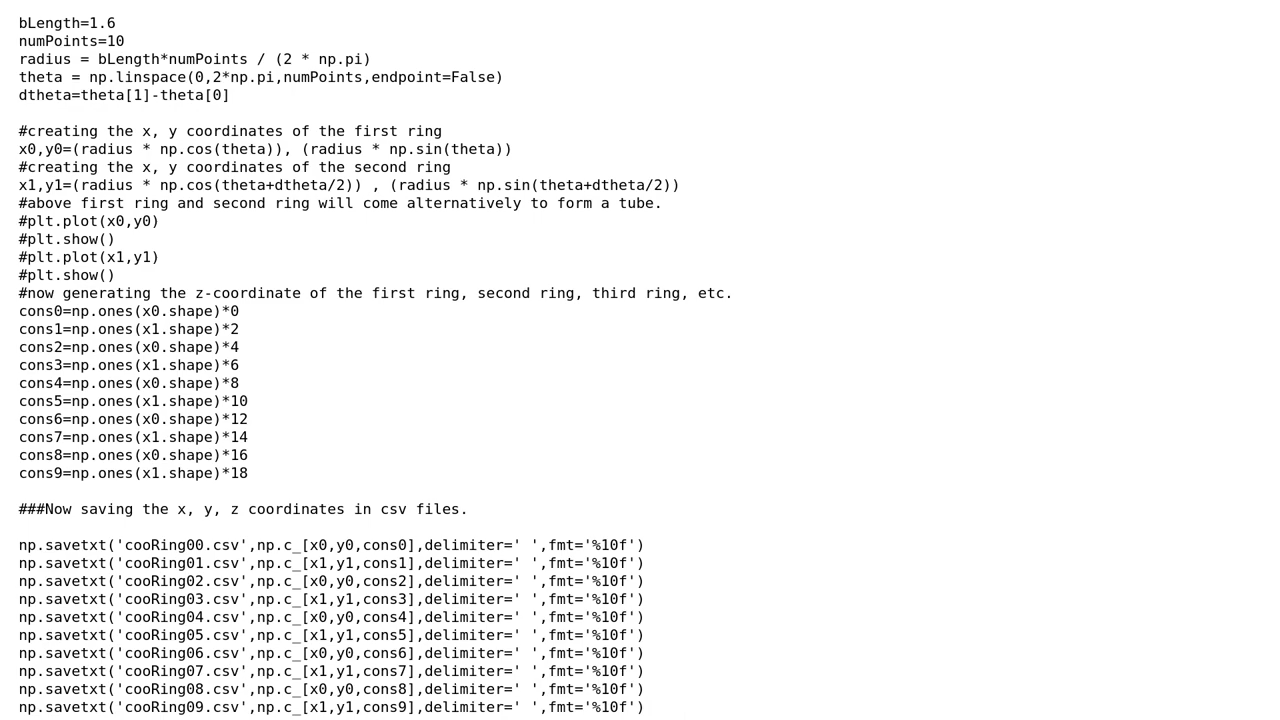 bLength=1.6
numPoints=10
radius = bLength*numPoints / (2 * np.pi)
theta = np.linspace(0,2*np.pi,numPoints,endpoint=False)
dtheta=theta[1]-theta[0]

#creating the x, y coordinates of the first ring
x0,y0=(radius * np.cos(theta)), (radius * np.sin(theta))
#creating the x, y coordinates of the second ring
x1,y1=(radius * np.cos(theta+dtheta/2)) , (radius * np.sin(theta+dtheta/2))
#above first ring and second ring will come alternatively to form a tube.
#plt.plot(x0,y0)
#plt.show()
#plt.plot(x1,y1)
#plt.show()
#now generating the z-coordinate of the first ring, second ring, third ring, etc.
cons0=np.ones(x0.shape)*0
cons1=np.ones(x1.shape)*2
cons2=np.ones(x0.shape)*4
cons3=np.ones(x1.shape)*6
cons4=np.ones(x0.shape)*8
cons5=np.ones(x1.shape)*10
cons6=np.ones(x0.shape)*12
cons7=np.ones(x1.shape)*14
cons8=np.ones(x0.shape)*16
cons9=np.ones(x1.shape)*18

###Now saving the x, y, z coordinates in csv files.

np.savetxt('cooRing00.csv',np.c_[x0,y0,cons0],delimiter=' ',fmt='%10f')
np.savetxt('cooRing01.csv',np.c_[x1,y1,cons1],delimiter=' ',fmt='%10f')
np.savetxt('cooRing02.csv',np.c_[x0,y0,cons2],delimiter=' ',fmt='%10f')
np.savetxt('cooRing03.csv',np.c_[x1,y1,cons3],delimiter=' ',fmt='%10f')
np.savetxt('cooRing04.csv',np.c_[x0,y0,cons4],delimiter=' ',fmt='%10f')
np.savetxt('cooRing05.csv',np.c_[x1,y1,cons5],delimiter=' ',fmt='%10f')
np.savetxt('cooRing06.csv',np.c_[x0,y0,cons6],delimiter=' ',fmt='%10f')
np.savetxt('cooRing07.csv',np.c_[x1,y1,cons7],delimiter=' ',fmt='%10f')
np.savetxt('cooRing08.csv',np.c_[x0,y0,cons8],delimiter=' ',fmt='%10f')
np.savetxt('cooRing09.csv',np.c_[x1,y1,cons9],delimiter=' ',fmt='%10f')